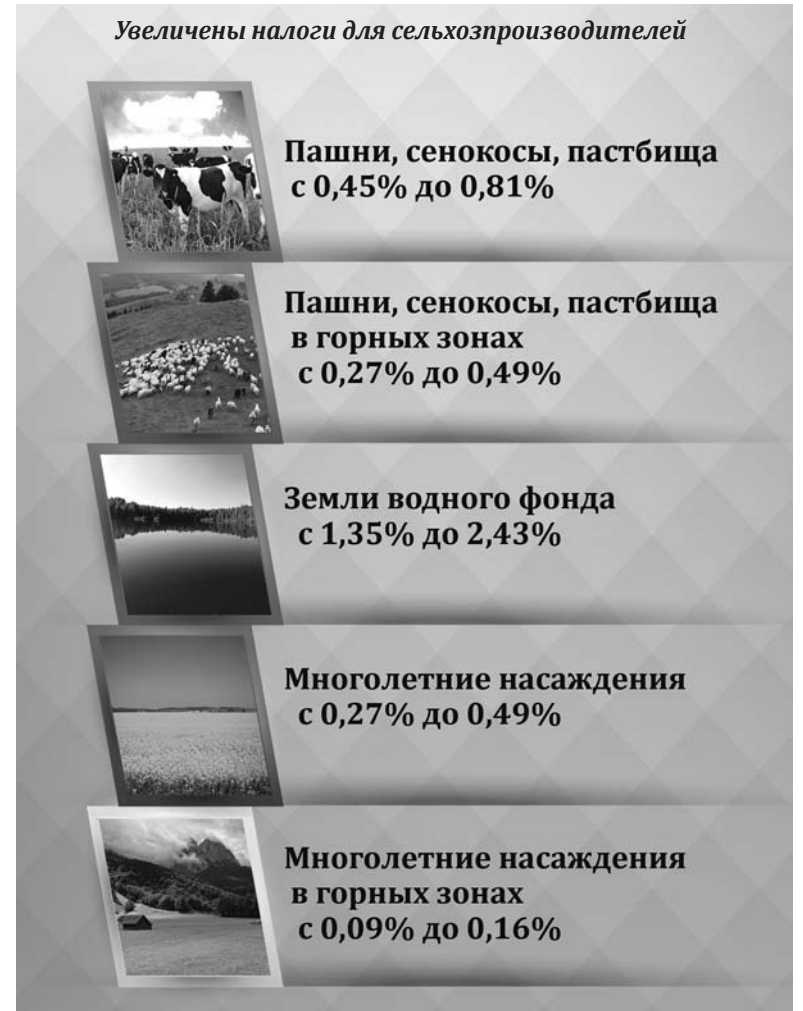 Увеличены налоги для сельхозпроизводителей
Пашни, сенокосы, пастбища
с 0,45% до 0,81%
Пашни, сенокосы, пастбища
в горных зонах
с 0,27% до 0,49%
Земли водного фонда
с 1,35% до 2,43%
Многолетние насаждения
с 0,27% до 0,49%
Многолетние насаждения
в горных зонах
с 0,09% до 0,16%